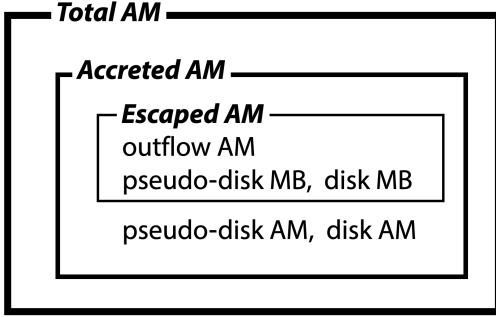 Total AM
Accreted AM
Escaped AM
outflow AM
pseudo-disk MB, disk MB
pseudo-disk AM, disk AM